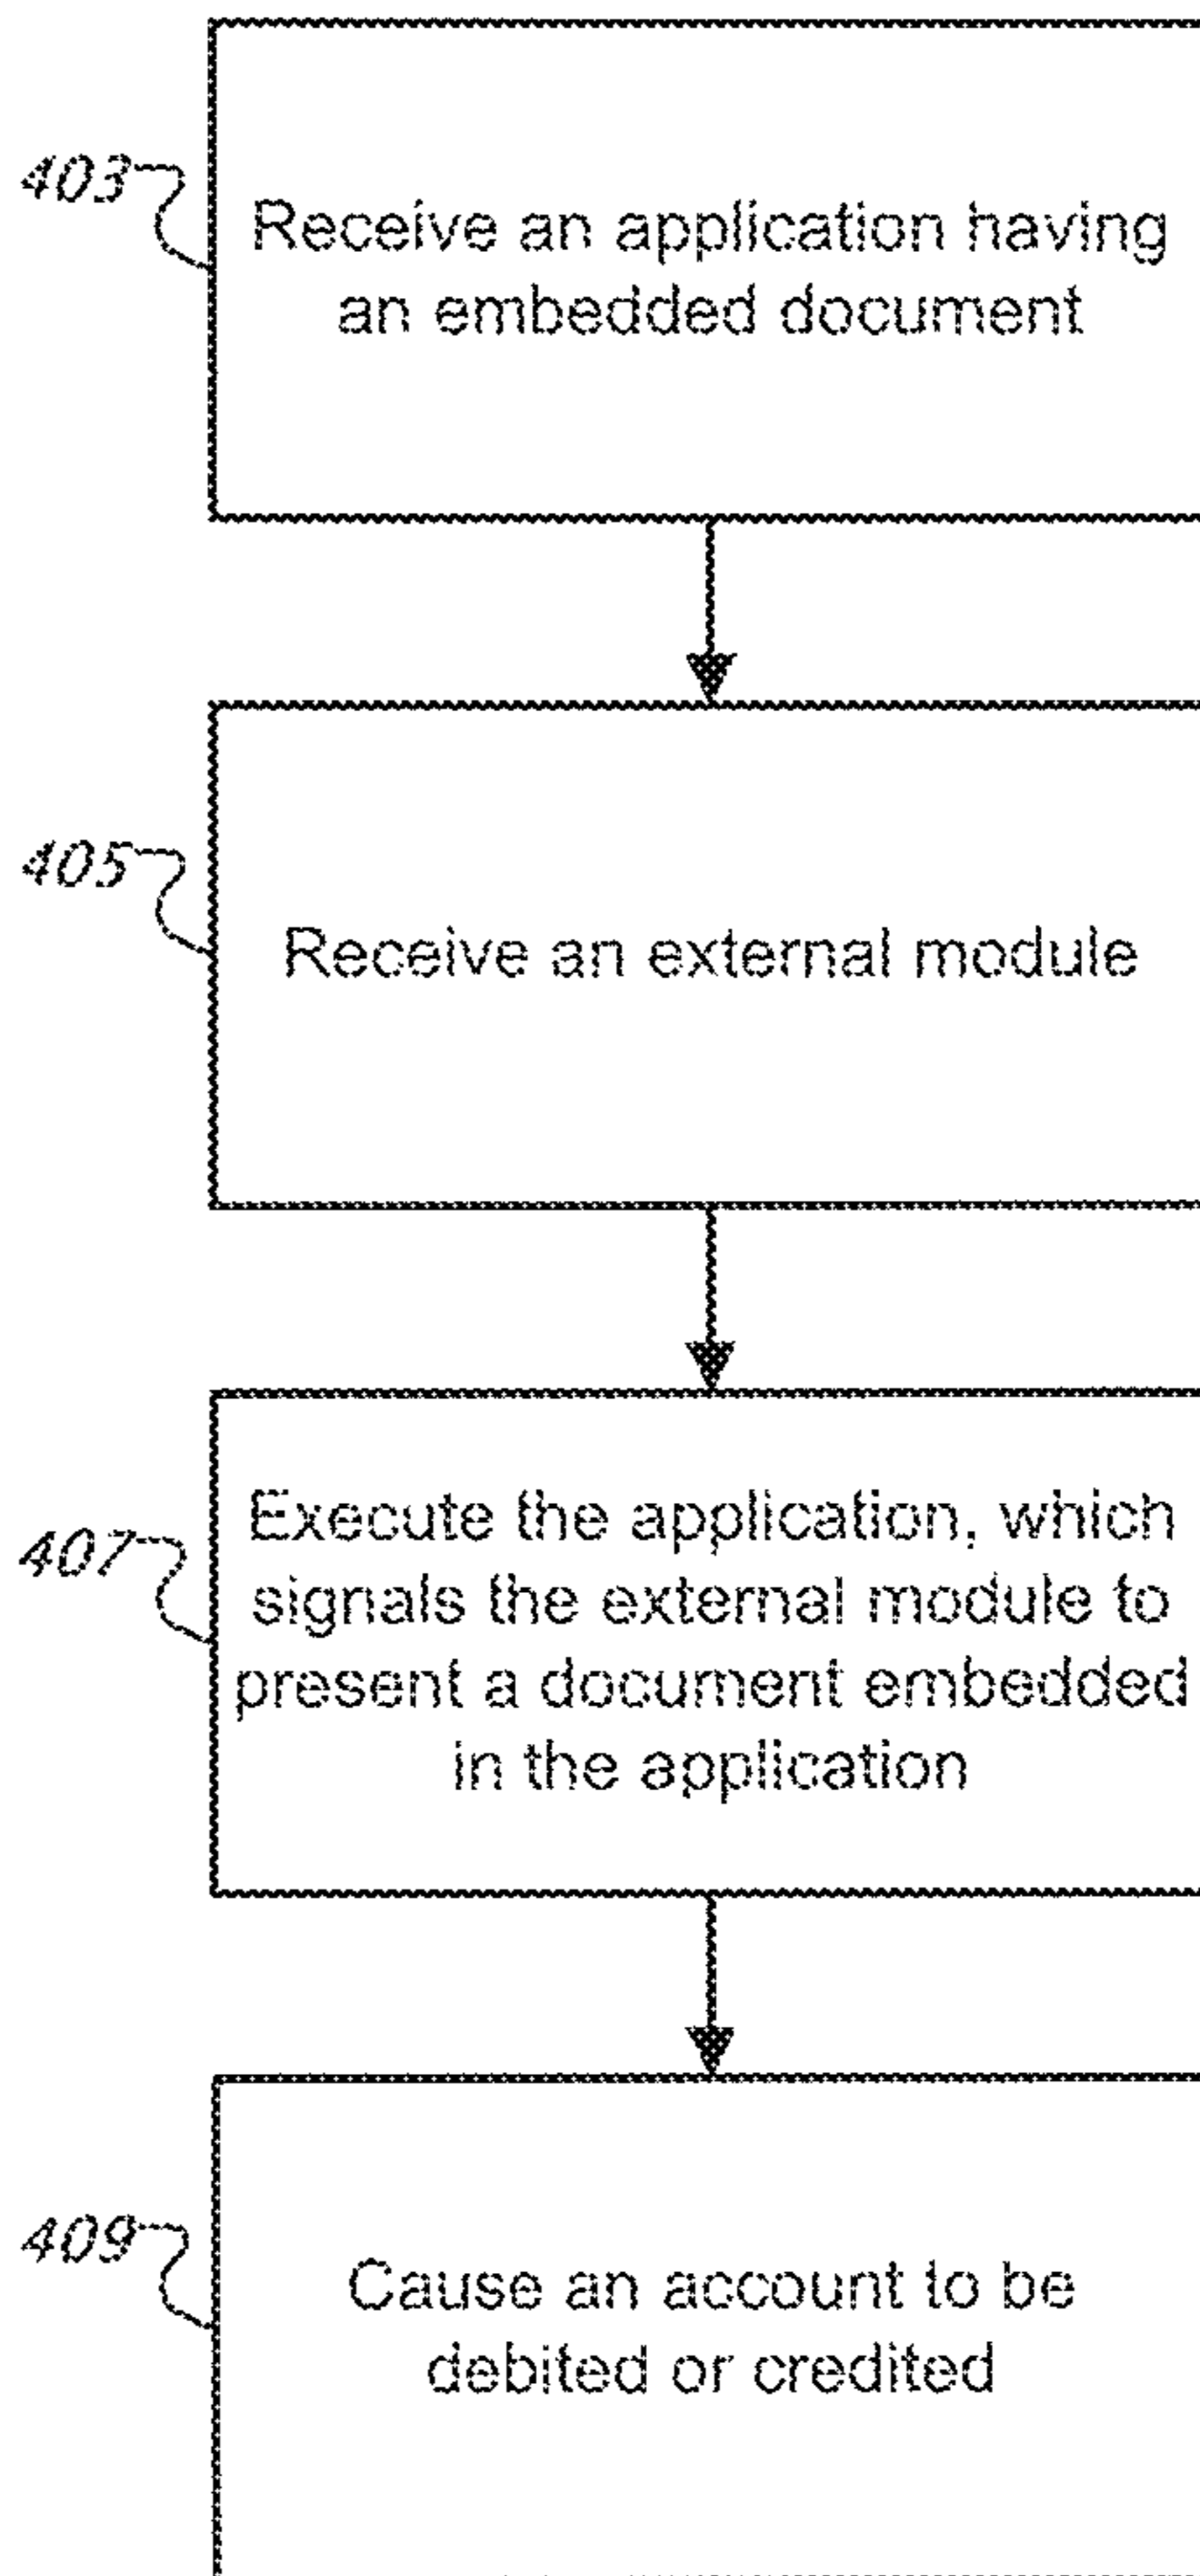 403
Receive an application having
an embedded document
405
Receive an external module
407
Execute the application, which
signals the external module to
present a document embedded
in the application
409
Cause an account to be
debited or credited